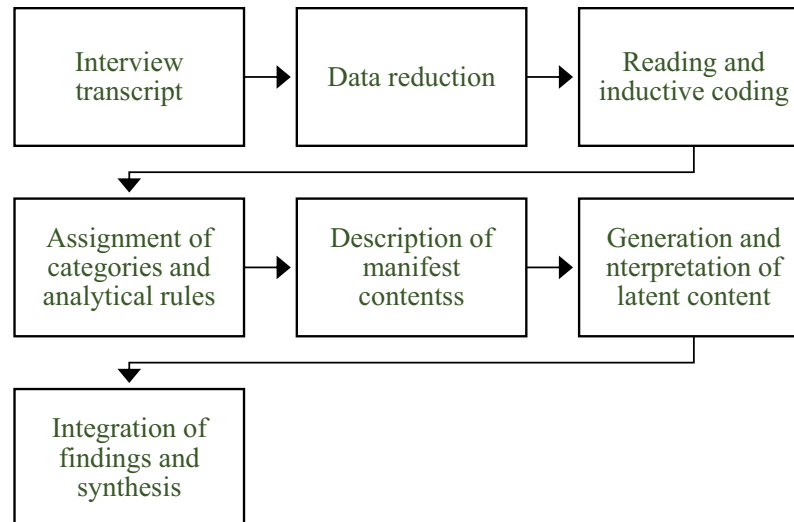 Interview
transcript
Data reduction
Reading and
inductive coding
Assignment of
categories and
analytical rules
Description of
manifest
contentss
Generation and
nterpretation of
latent content
Integration of
findings and
synthesis